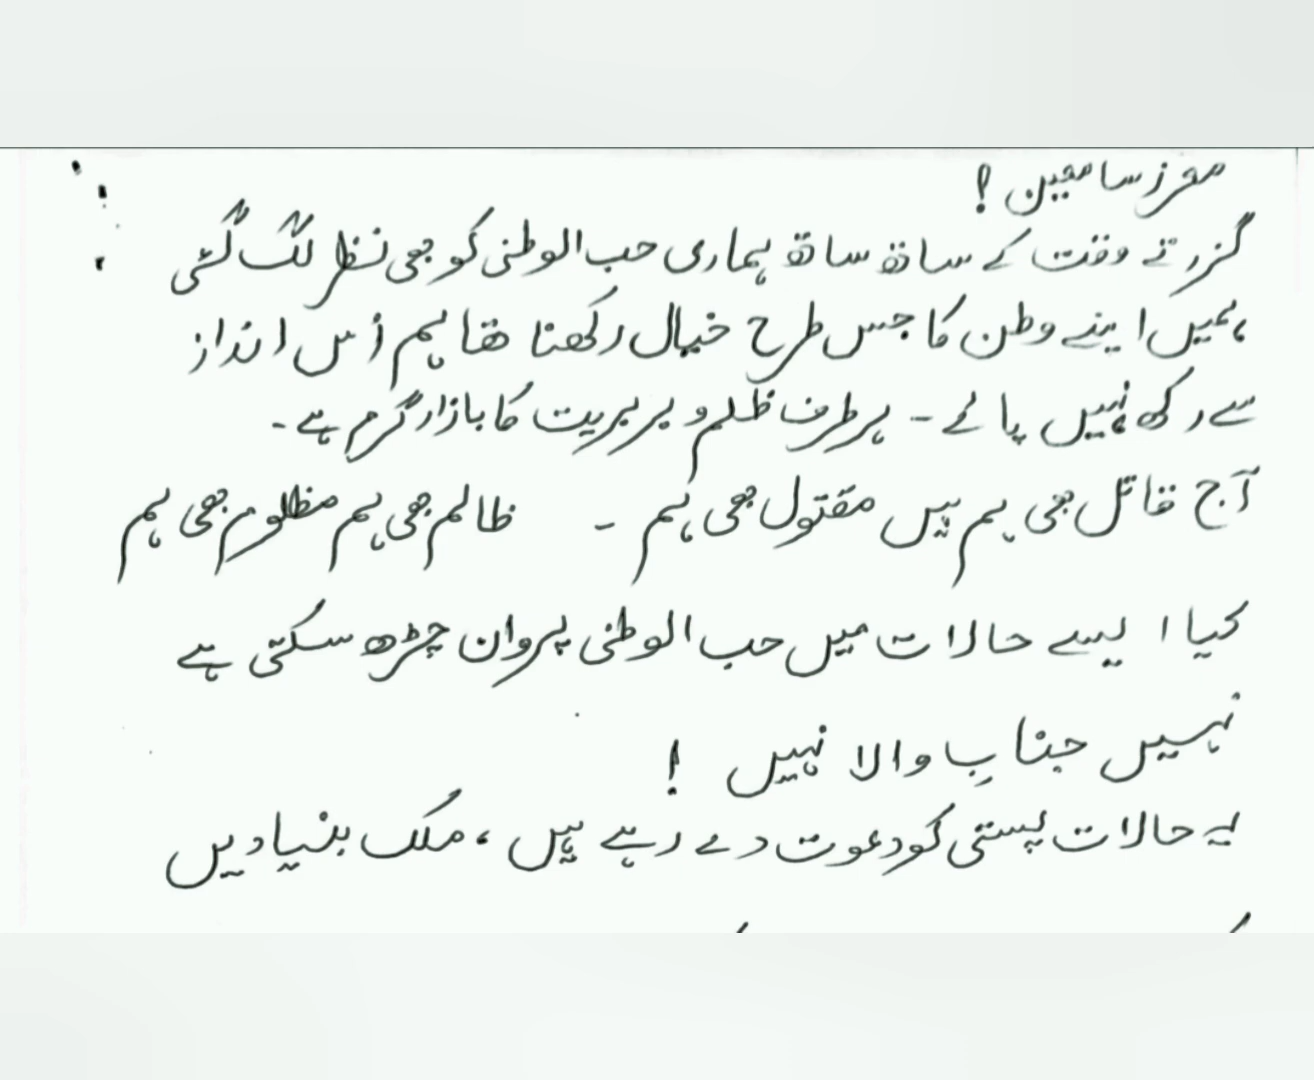 معزز سامعین !
گزرتے وقت کے ساتھ ساتھ ہماری حب الوطنی کو بھی نظر لگ گئی
ہمیں اپنے وطن کا جس طرح خیال رکھنا تھا ہم اُس انداز
سے رکھ نہیں پائے ۔ ہر طرف ظلم و بربریت کا بازار گرم ہے ۔
آج قاتل بھی ہم ہیں مقتول بھی ہم ۔ ظالم بھی ہم مظلوم بھی ہم
کیا ایسے حالات میں حب الوطنی پروان چڑھ سکتی ہے
نہیں جنابِ والا نہیں !
یہ حالات پستی کو دعوت دے رہے ہیں ، ملک بنیادیں